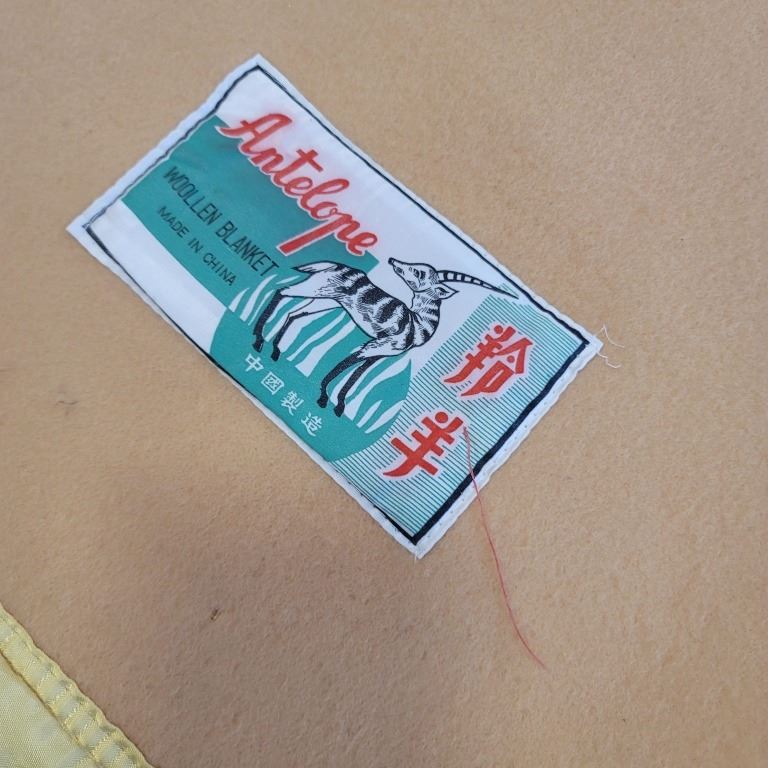 Antelope
WOOLLEN BLANKET
MADE IN CHINA
羚羊
中國製造